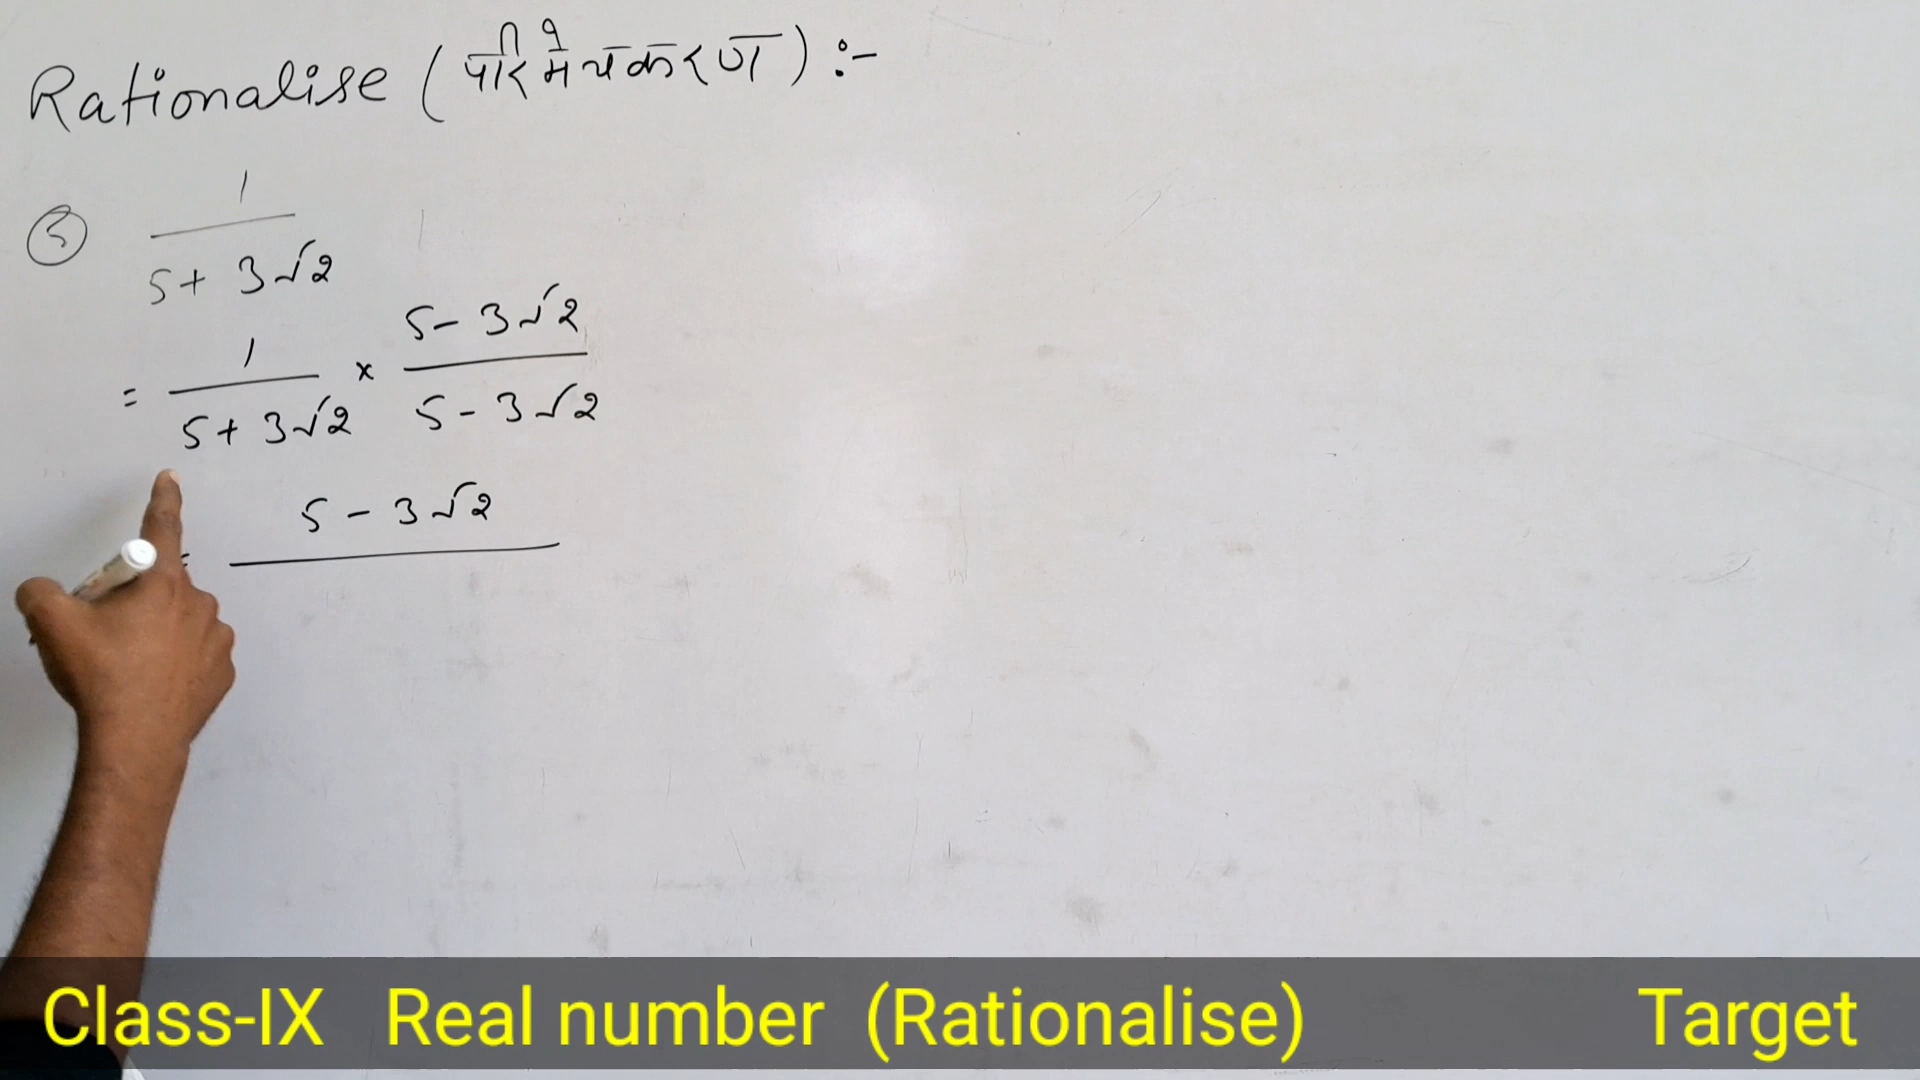 Rationalise (परिमेयकरण) :-
③ 1 / 5 + 3√2
= 1 / 5 + 3√2 × 5 - 3√2 / 5 - 3√2
= 5 - 3√2
Class-IX Real number (Rationalise) Target